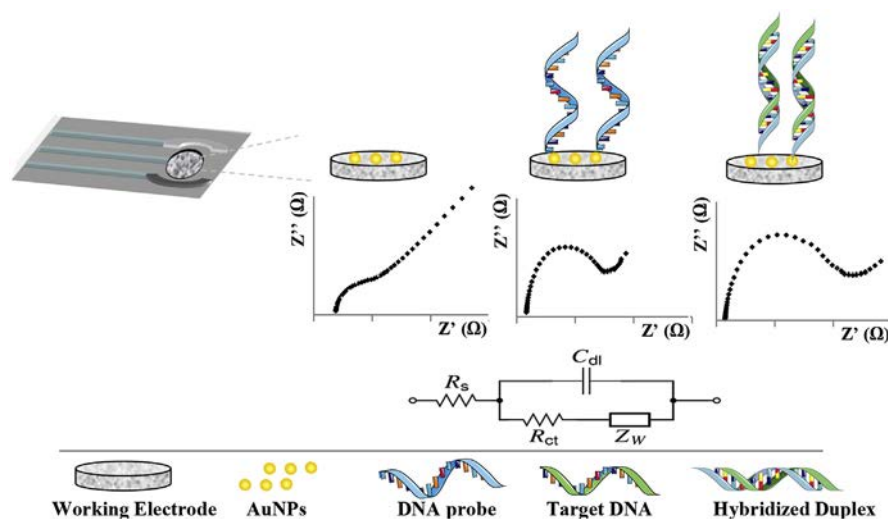 Z'' (Ω)
Z' (Ω)
Z'' (Ω)
Z' (Ω)
Z'' (Ω)
Z' (Ω)
Rs
Cdl
Rct
ZW
Working Electrode
AuNPs
DNA probe
Target DNA
Hybridized Duplex